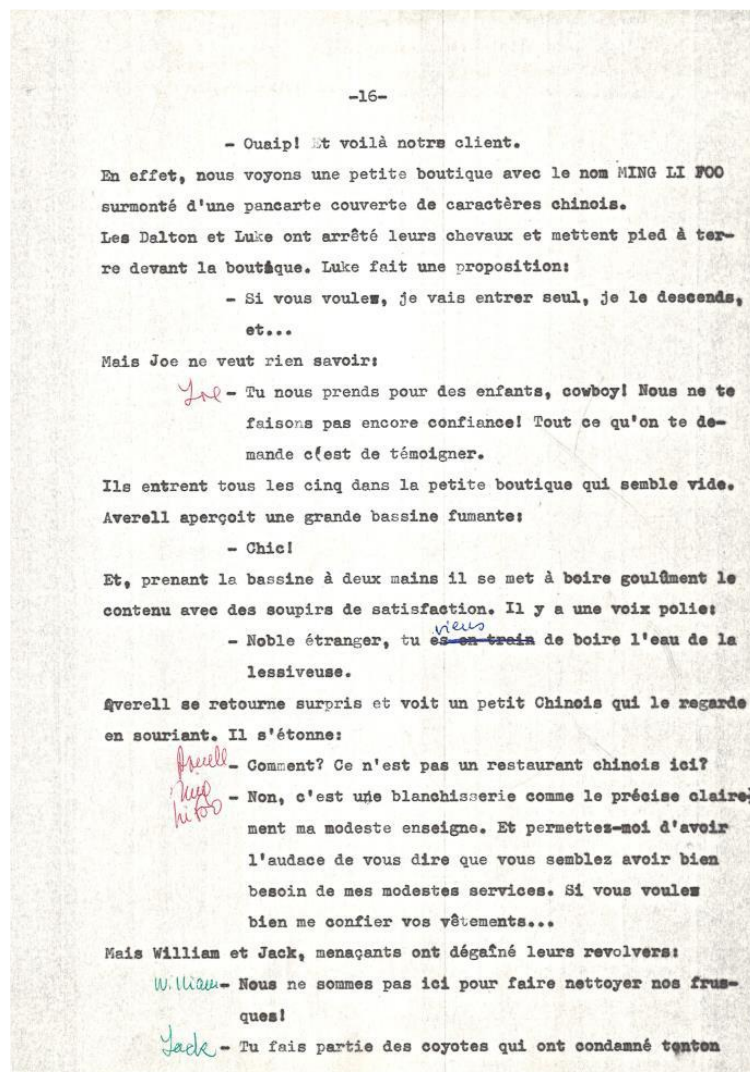 -16-
- Ouaip! Et voilà notre client.
En effet, nous voyons une petite boutique avec le nom MING LI FOO
surmonté d'une pancarte couverte de caractères chinois.
Les Dalton et Luke ont arrêté leurs chevaux et mettent pied à ter-
re devant la boutique. Luke fait une proposition:
- Si vous voulez, je vais entrer seul, je le descends,
et...
Mais Joe ne veut rien savoir:
Joe - Tu nous prends pour des enfants, cowboy! Nous ne te
faisons pas encore confiance! Tout ce qu'on te de-
mande c(est de témoigner.
Ils entrent tous les cinq dans la petite boutique qui semble vide.
Averell aperçoit une grande bassine fumante:
- Chic!
Et, prenant la bassine à deux mains il se met à boire goulûment le
contenu avec des soupirs de satisfaction. Il y a une voix polie:
viens
- Noble étranger, tu es en train de boire l'eau de la
lessiveuse.
Averell se retourne surpris et voit un petit Chinois qui le regarde
en souriant. Il s'étonne:
Averell - Comment? Ce n'est pas un restaurant chinois ici?
Ming li foo - Non, c'est une blanchisserie comme le précise claire-
ment ma modeste enseigne. Et permettez-moi d'avoir
l'audace de vous dire que vous semblez avoir bien
besoin de mes modestes services. Si vous voulez
bien me confier vos vêtements...
Mais William et Jack, menaçants ont dégaîné leurs revolvers:
William - Nous ne sommes pas ici pour faire nettoyer nos frus-
ques!
Jack - Tu fais partie des coyotes qui ont condamné tonton